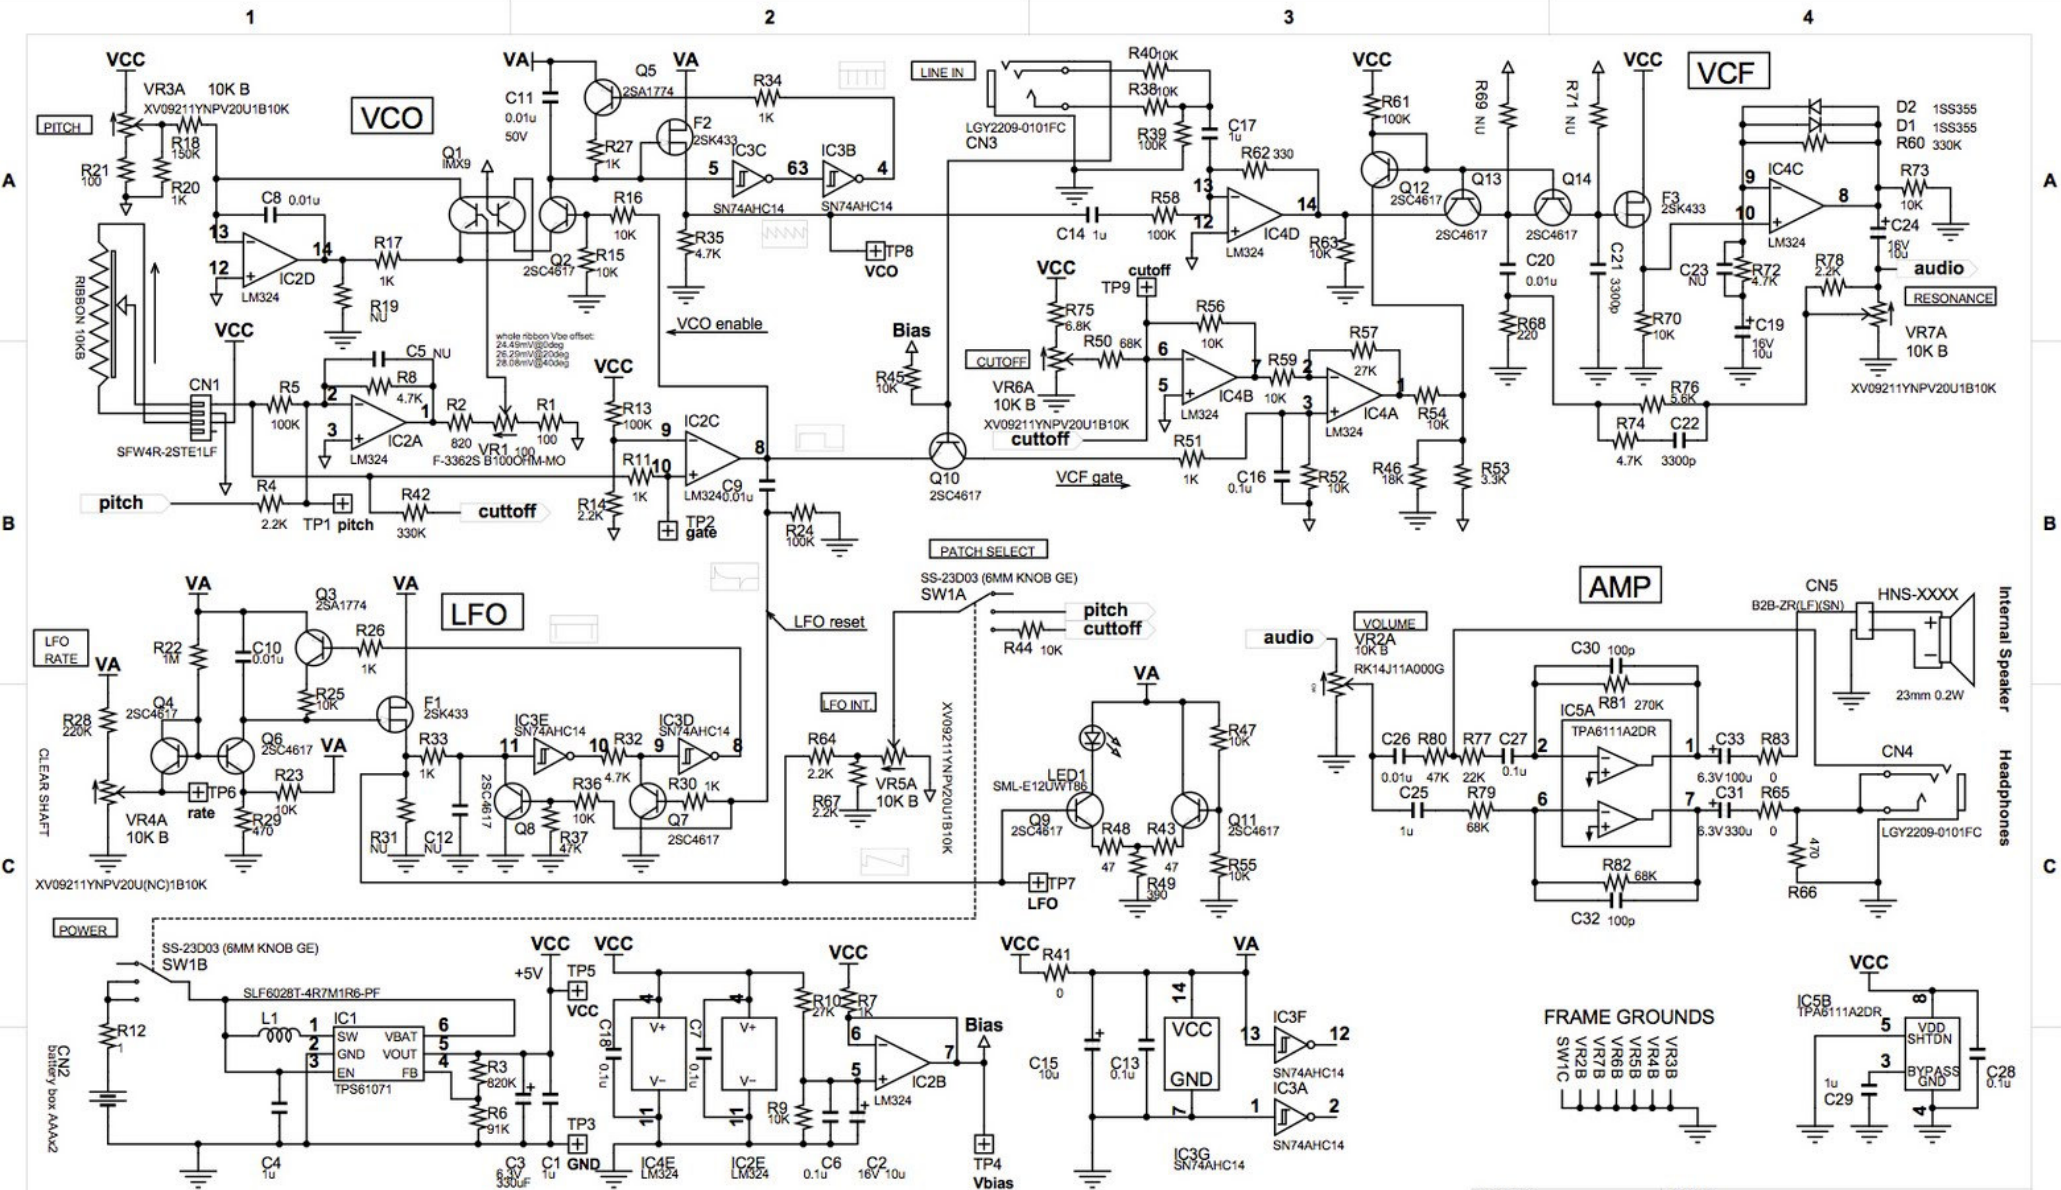 1
2
3
4
A
A
B
B
C
C
VCC
VR3A 10K B
XV09211YNPV20U1B10K
PITCH
R18
150K
R21
100
R20
1K
VCO
C8 0.01u
13
12
14
IC2D
LM324
R17
1K
R19
NU
Q1
IMX9
RIBBON 10KB
VCC
CN1
SFW4R-2STE1LF
whole ribbon Vbe offset:
24.49mV@0deg
26.29mV@20deg
28.08mV@40deg
VA
C11
0.01u
50V
Q5
2SA1774
VA
R34
1K
F2
2SK433
R27
1K
IC3C
5
63
IC3B
4
SN74AHC14
SN74AHC14
R16
10K
R15
10K
Q2
2SC4617
R35
4.7K
TP8
VCO
VCO enable
LINE IN
LGY2209-0101FC
CN3
R40
10K
R38
10K
R39
100K
C17
1u
R62 330
13
12
14
IC4D
LM324
C14 1u
R58
100K
R63
10K
VCC
R61
100K
Q12
2SC4617
Q13
2SC4617
Q14
2SC4617
R69 NU
R71 NU
VCC
VCF
F3
2SK433
C20
0.01u
C21 3300p
R68
220
R70
10K
D2 1SS355
D1 1SS355
R60 330K
IC4C
9
10
8
LM324
R73
10K
C24
16V
10u
C23
NU
R72
4.7K
R78
2.2K
audio
RESONANCE
C19
16V
10u
VR7A
10K B
XV09211YNPV20U1B10K
R76
5.6K
R74
4.7K
C22
3300p
C5 NU
R8
4.7K
R5
100K
2
3
1
IC2A
LM324
R2
820
VR1 100
F-3362S B100OHM-MO
R1
100
pitch
R4
2.2K
TP1 pitch
R42
330K
cuttoff
VCC
R13
100K
R11
1K
R14
2.2K
9
10
8
IC2C
LM324
TP2
gate
C9
0.01u
R24
100K
LFO reset
Bias
R45
10K
Q10
2SC4617
VCC
R75
6.8K
CUTOFF
VR6A
10K B
XV09211YNPV20U1B10K
cuttoff
cutoff
TP9
R50 68K
R56
10K
6
5
7
IC4B
LM324
R59
10K
R57
27K
2
3
1
IC4A
LM324
R54
10K
R51
1K
VCF gate
C16
0.1u
R52
10K
R46
18K
R53
3.3K
LFO
LFO
RATE
VA
VA
Q3
2SA1774
R22
1M
C10
0.01u
R26
1K
R25
10K
Q4
2SC4617
Q6
2SC4617
R28
220K
CLEAR SHAFT
VR4A
10K B
XV09211YNPV20U(NC)1B10K
TP6
rate
R23
10K
VA
R29
470
VA
F1
2SK433
R33
1K
R31
NU
C12
NU
IC3E
SN74AHC14
11
10
R32
4.7K
IC3D
SN74AHC14
9
8
2SC4617
Q8
R36
10K
R37
47K
R30 1K
Q7
2SC4617
PATCH SELECT
SS-23D03 (6MM KNOB GE)
SW1A
pitch
cuttoff
R44 10K
LFO INT.
R64
2.2K
R67
2.2K
VR5A
10K B
XV09211YNPV20U1B10K
VA
LED1
SML-E12UWT86
Q9
2SC4617
R47
10K
Q11
2SC4617
R48
47
R43
47
R49
390
R55
10K
TP7
LFO
AMP
audio
VOLUME
VR2A
10K B
RK14J11A000G
CN5
B2B-ZR(LF)(SN)
HNS-XXXX
23mm 0.2W
Internal Speaker
C30 100p
R81 270K
IC5A
TPA6111A2DR
C26
0.01u
R80
47K
R77
22K
C27
0.1u
2
1
6
7
C25
1u
R79
68K
C33
6.3V 100u
R83
0
C31
6.3V 330u
R65
0
CN4
LGY2209-0101FC
Headphones
470
R66
R82 68K
C32 100p
POWER
SS-23D03 (6MM KNOB GE)
SW1B
SLF6028T-4R7M1R6-PF
L1
R12
1
CN2
battery box AAAx2
IC1
1
2
3
6
5
4
SW
GND
EN
VBAT
VOUT
FB
TPS61071
C4
1u
R3
820K
R6
91K
C3
6.3V
330uF
C1
1u
VCC
+5V
TP5
VCC
TP3
GND
VCC
C18 0.1u
4
V+
V−
11
IC4E
LM324
C7 0.1u
4
V+
V−
11
IC2E
LM324
R10
27K
R9
10K
VCC
R7
1K
6
5
7
IC2B
LM324
C6
0.1u
C2
16V 10u
Bias
TP4
Vbias
VCC
R41
0
VA
C15
10u
C13
0.1u
14
VCC
GND
7
IC3G
SN74AHC14
IC3F
13
12
SN74AHC14
IC3A
1
2
SN74AHC14
FRAME GROUNDS
SW1C
VR2B
VR7B
VR6B
VR5B
VR4B
VR3B
VCC
IC5B
TPA6111A2DR
5
3
8
4
VDD
SHTDN
BYPASS
GND
1u
C29
C28
0.1u